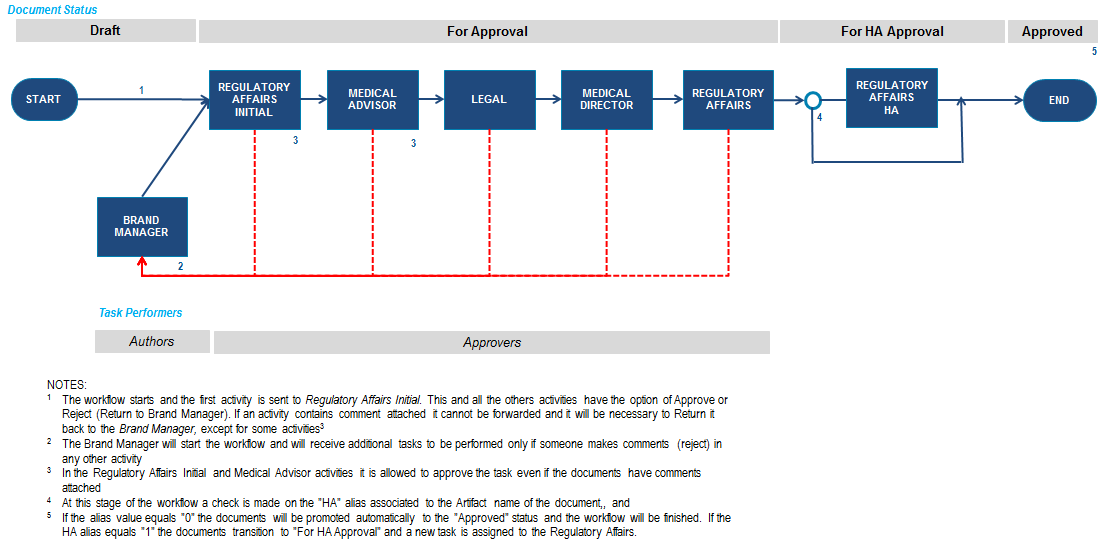 Document Status
Draft
For Approval
For HA Approval
Approved
5
START
1
REGULATORY
AFFAIRS
INITIAL
3
MEDICAL
ADVISOR
3
LEGAL
MEDICAL
DIRECTOR
REGULATORY
AFFAIRS
4
REGULATORY
AFFAIRS
HA
END
BRAND
MANAGER
2
Task Performers
Authors
Approvers
NOTES:
1 The workflow starts and the first activity is sent to Regulatory Affairs Initial. This and all the others activities have the option of Approve or
Reject (Return to Brand Manager). If an activity contains comment attached it cannot be forwarded and it will be necessary to Return it
back to the Brand Manager, except for some activities3
2 The Brand Manager will start the workflow and will receive additional tasks to be performed only if someone makes comments (reject) in
any other activity
3 In the Regulatory Affairs Initial and Medical Advisor activities it is allowed to approve the task even if the documents have comments
attached
4 At this stage of the workflow a check is made on the "HA" alias associated to the Artifact name of the document,, and
5 If the alias value equals "0" the documents will be promoted automatically to the "Approved" status and the workflow will be finished. If the
HA alias equals "1" the documents transition to "For HA Approval" and a new task is assigned to the Regulatory Affairs.